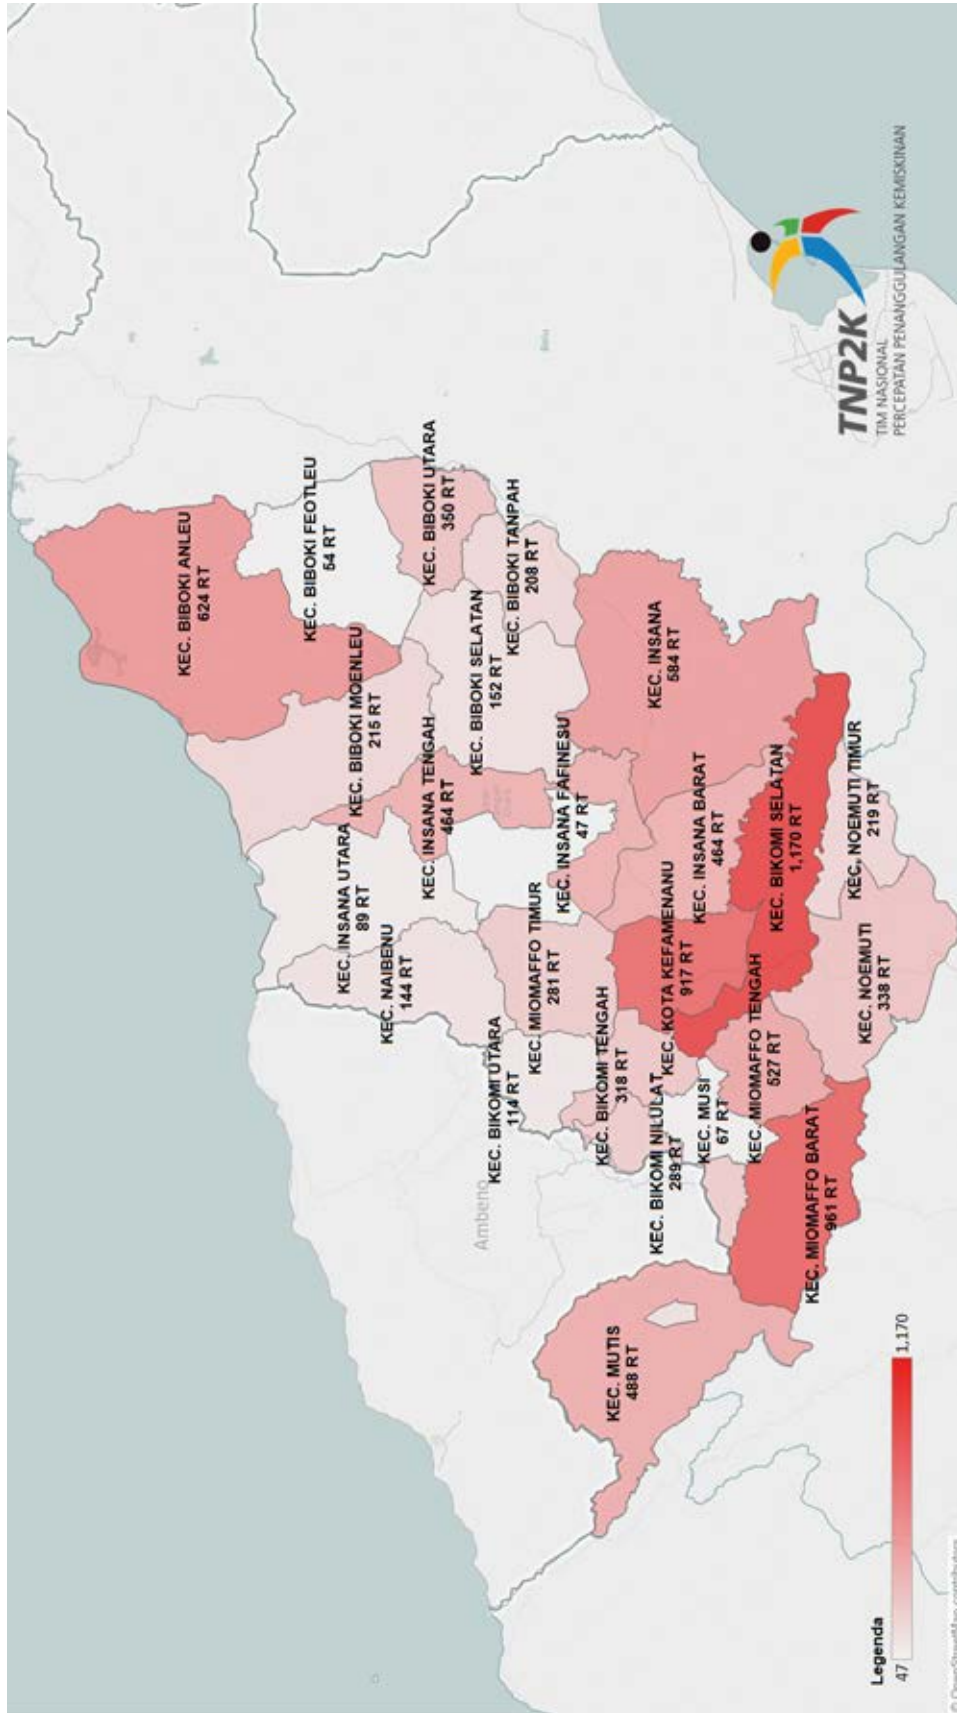 KEC. BIBOKI ANLEU
624 RT
KEC. BIBOKI FEOTLEU
54 RT
KEC. BIBOKI UTARA
350 RT
KEC. BIBOKI TANPAH
208 RT
KEC. BIBOKI MOENLEU
215 RT
KEC. BIBOKI SELATAN
152 RT
KEC. INSANA TENGAH
464 RT
KEC. INSANA
584 RT
KEC. INSANA FAFINESU
47 RT
KEC. INSANA UTARA
89 RT
KEC. NAIBENU
144 RT
KEC. INSANA BARAT
464 RT
KEC. BIKOMI SELATAN
1,170 RT
KEC. NOEMUTI TIMUR
219 RT
KEC. MIOMAFFO TIMUR
281 RT
KEC. KOTA KEFAMENANU
917 RT
KEC. BIKOMI UTARA
114 RT
KEC. BIKOMI TENGAH
318 RT
KEC. NOEMUTI
338 RT
KEC. MIOMAFFO TENGAH
527 RT
KEC. MUSI
67 RT
KEC. BIKOMI NILULAT
289 RT
KEC. MIOMAFFO BARAT
961 RT
KEC. MUTIS
488 RT
Ambeno
TNP2K
TIM NASIONAL
PERCEPATAN PENANGGULANGAN KEMISKINAN
Legenda
47 1,170
© OpenStreetMap contributors